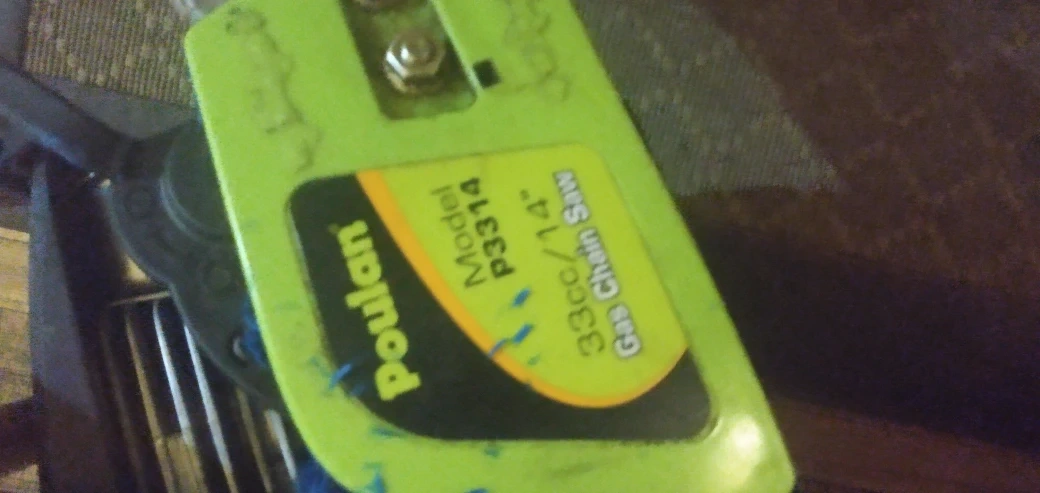 Poulan
Model
P3314
33cc/14"
Gas Chain Saw